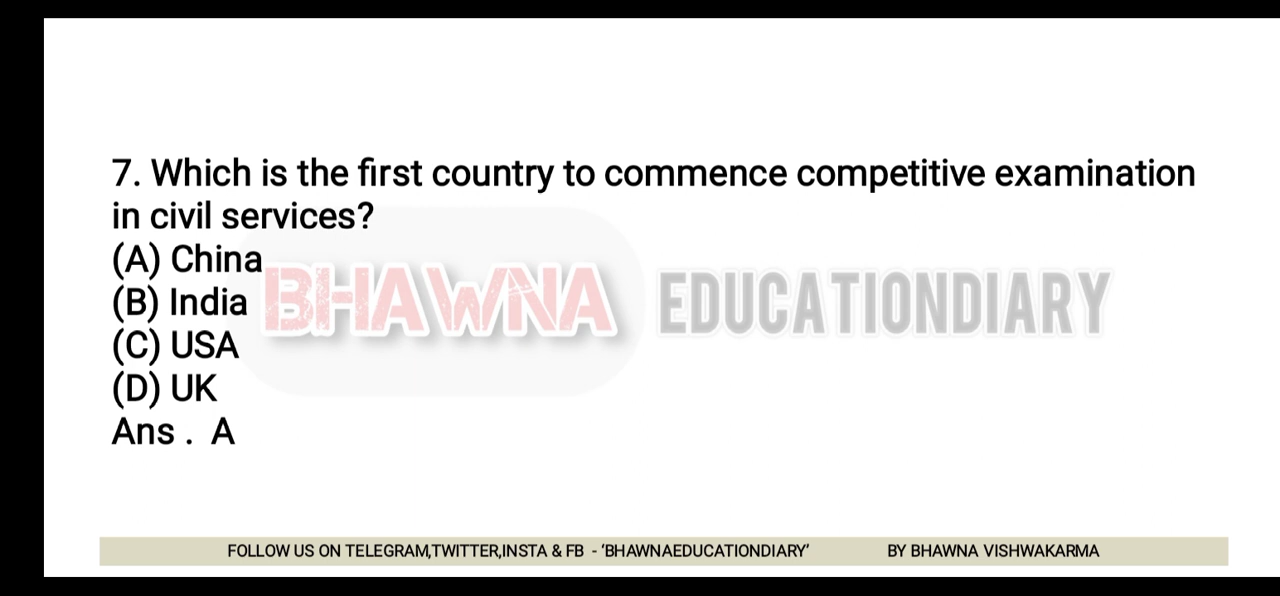 7. Which is the first country to commence competitive examination
in civil services?
(A) China
(B) India
(C) USA
(D) UK
Ans . A
BHAWNA EDUCATIONDIARY
FOLLOW US ON TELEGRAM,TWITTER,INSTA & FB - ‘BHAWNAEDUCATIONDIARY’ BY BHAWNA VISHWAKARMA